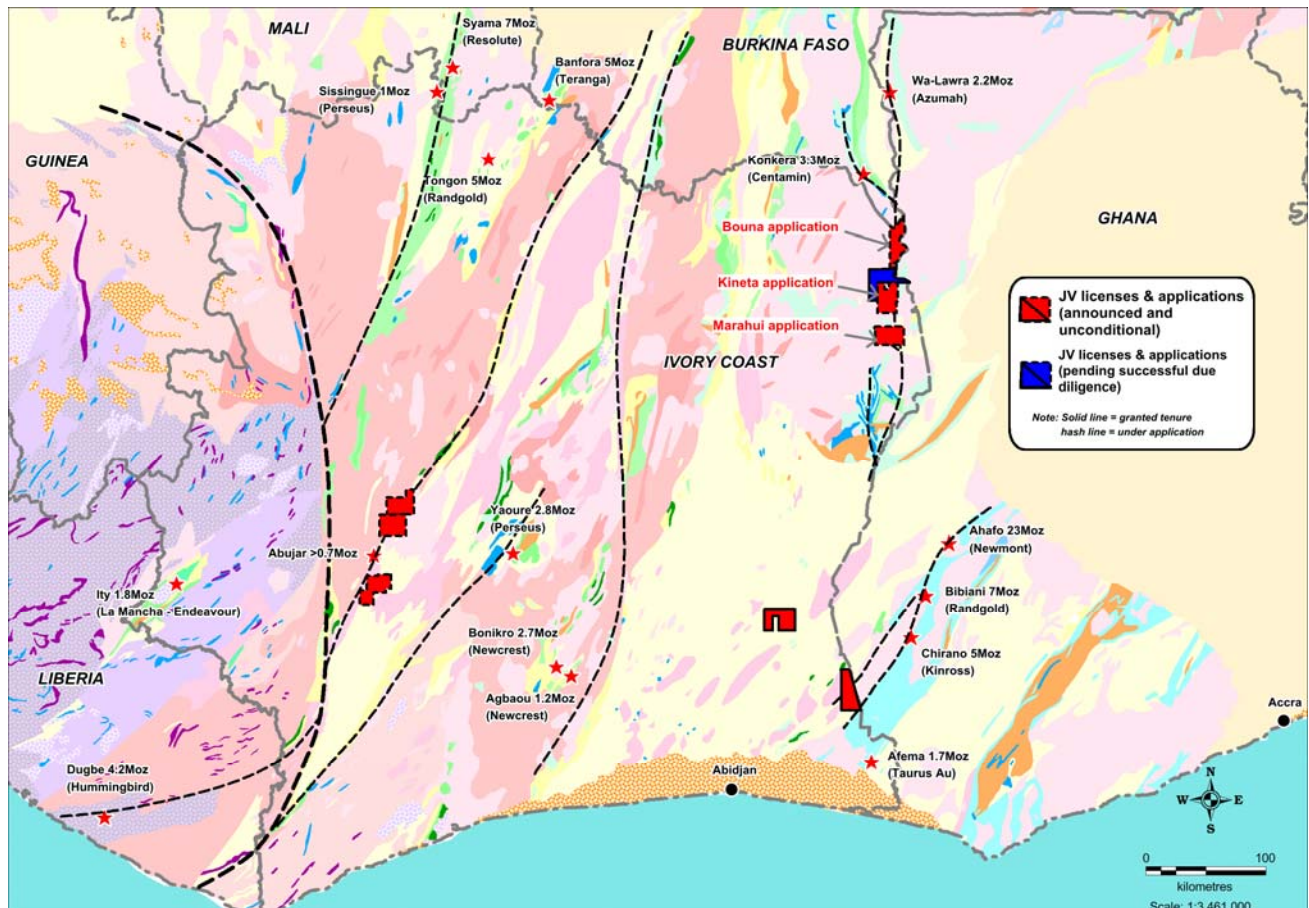 MALI
Syama 7Moz
(Resolute)
BURKINA FASO
Banfora 5Moz
(Teranga)
Sissingue 1Moz
(Perseus)
Wa-Lawra 2.2Moz
(Azumah)
GUINEA
Tongon 5Moz
(Randgold)
Konkera 3:3Moz
(Centamin)
GHANA
Bouna application
Kineta application
Marahui application
IVORY COAST
JV licenses & applications
(announced and
unconditional)
JV licenses & applications
(pending successful due
diligence)
Note: Solid line = granted tenure
hash line = under application
Yaoure 2.8Moz
(Perseus)
Abujar >0.7Moz
Ahafo 23Moz
(Newmont)
Ity 1.8Moz
(La Mancha - Endeavour)
Bibiani 7Moz
(Randgold)
Bonikro 2.7Moz
(Newcrest)
Chirano 5Moz
(Kinross)
LIBERIA
Agbaou 1.2Moz
(Newcrest)
Accra
Dugbe 4:2Moz
(Hummingbird)
Abidjan
Afema 1.7Moz
(Taurus Au)
N
W E
S
0 100
kilometres
Scale: 1:3,461,000